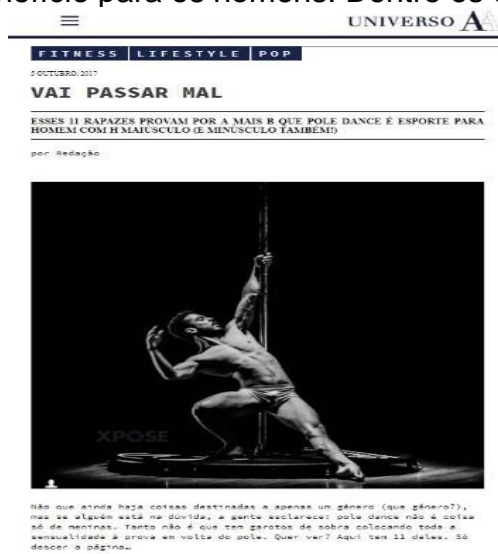 nefício para os homens. Dentre os
UNIVERSO AA
FITNESS LIFESTYLE POP
5 OUTUBRO, 2017
VAI PASSAR MAL
ESSES 11 RAPAZES PROVAM POR A MAIS B QUE POLE DANCE É ESPORTE PARA
HOMEM COM H MAIÚSCULO (E MINÚSCULO TAMBÉM!)
por Redação
XPOSE
Não que ainda haja coisas destinadas a apenas um gênero (que gênero?),
mas se alguém está na dúvida, a gente esclarece: pole dance não é coisa
só de meninas. Tanto não é que tem garotos de sobra colocando toda a
sensualidade à prova em volta do pole. Quer ver? Aqui tem 11 deles. Só
descer a página…